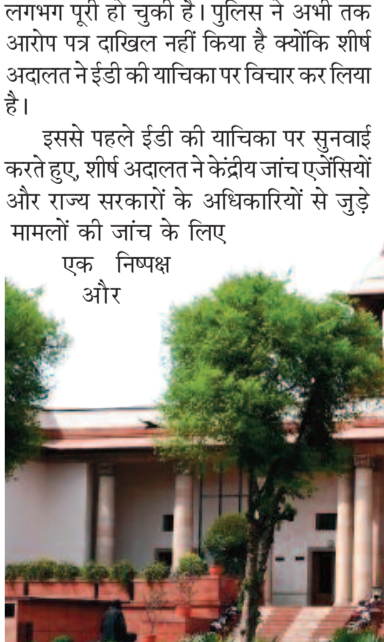 लगभग पूरी हो चुकी है। पुलिस ने अभी तक
आरोप पत्र दाखिल नहीं किया है क्योंकि शीर्ष
अदालत ने ईडी की याचिका पर विचार कर लिया
है।
इससे पहले ईडी की याचिका पर सुनवाई
करते हुए, शीर्ष अदालत ने केंद्रीय जांच एजेंसियों
और राज्य सरकारों के अधिकारियों से जुड़े
मामलों की जांच के लिए
एक निष्पक्ष
और